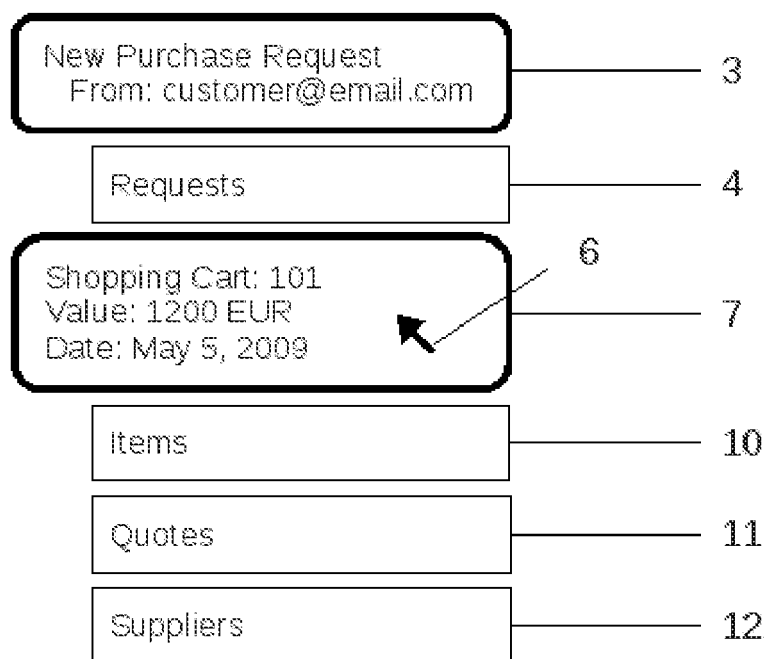 New Purchase Request
From: customer@email.com
3
Requests
4
6
Shopping Cart: 101
Value: 1200 EUR
Date: May 5, 2009
7
Items
10
Quotes
11
Suppliers
12